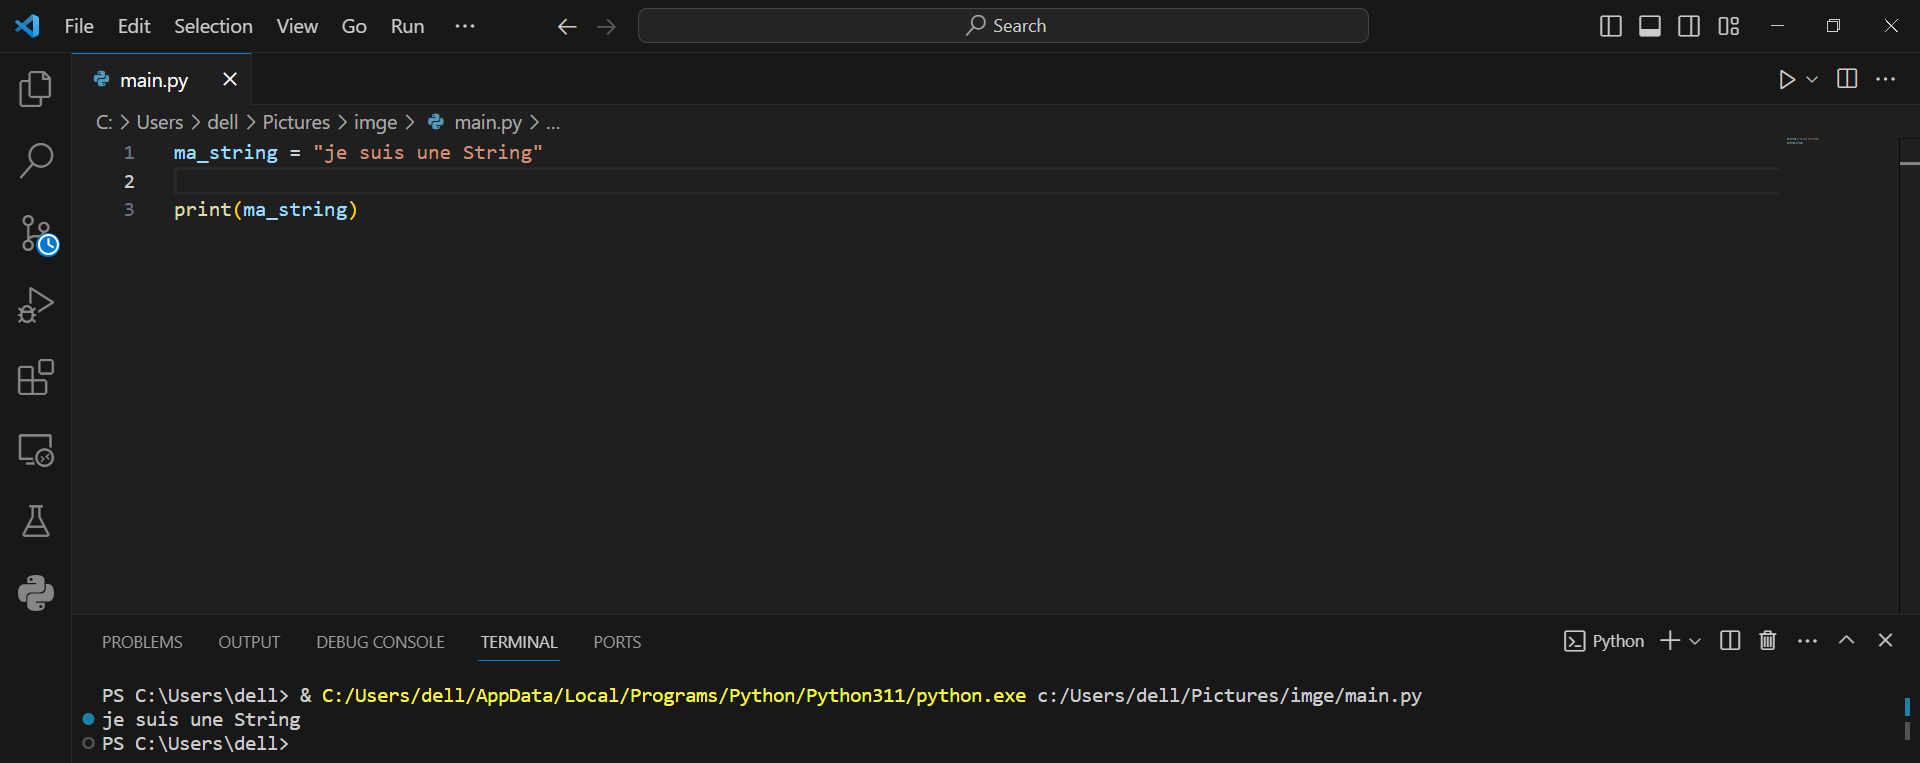 File Edit Selection View Go Run ··· Search
main.py
C: > Users > dell > Pictures > imge > main.py > ...
1 ma_string = "je suis une String"
2
3 print(ma_string)
PROBLEMS OUTPUT DEBUG CONSOLE TERMINAL PORTS Python
PS C:\Users\dell> & C:/Users/dell/AppData/Local/Programs/Python/Python311/python.exe c:/Users/dell/Pictures/imge/main.py
je suis une String
PS C:\Users\dell>